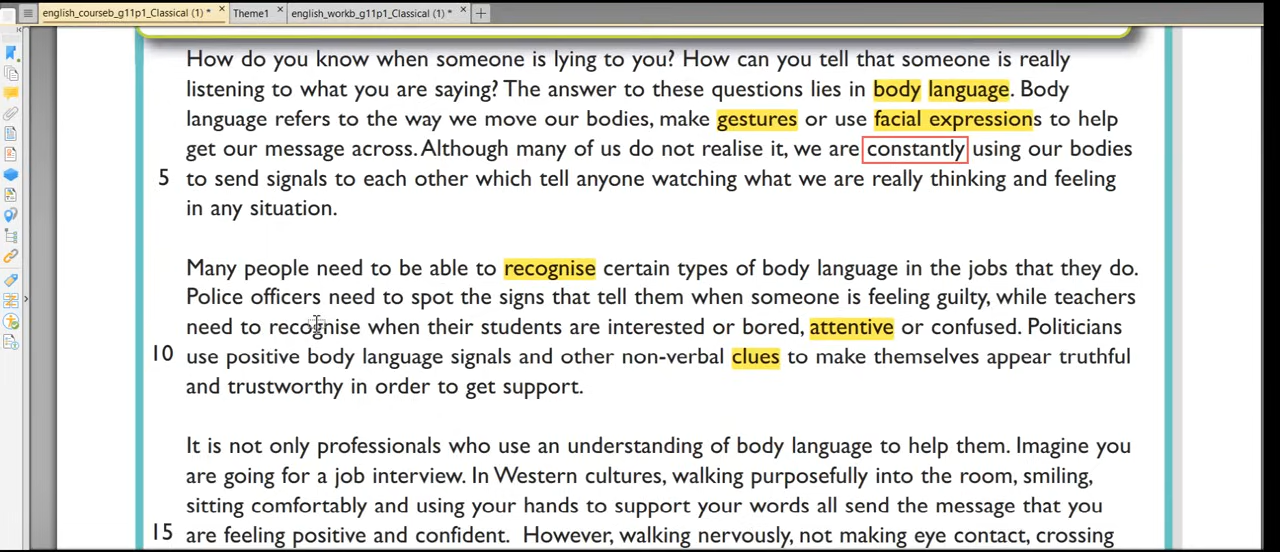 english_courseb_g11p1_Classical (1) * × Theme1 × english_workb_g11p1_Classical (1) * ×
How do you know when someone is lying to you? How can you tell that someone is really
listening to what you are saying? The answer to these questions lies in body language. Body
language refers to the way we move our bodies, make gestures or use facial expressions to help
get our message across. Although many of us do not realise it, we are constantly using our bodies
5 to send signals to each other which tell anyone watching what we are really thinking and feeling
in any situation.
Many people need to be able to recognise certain types of body language in the jobs that they do.
Police officers need to spot the signs that tell them when someone is feeling guilty, while teachers
need to recognise when their students are interested or bored, attentive or confused. Politicians
10 use positive body language signals and other non-verbal clues to make themselves appear truthful
and trustworthy in order to get support.
It is not only professionals who use an understanding of body language to help them. Imagine you
are going for a job interview. In Western cultures, walking purposefully into the room, smiling,
sitting comfortably and using your hands to support your words all send the message that you
15 are feeling positive and confident. However, walking nervously, not making eye contact, crossing